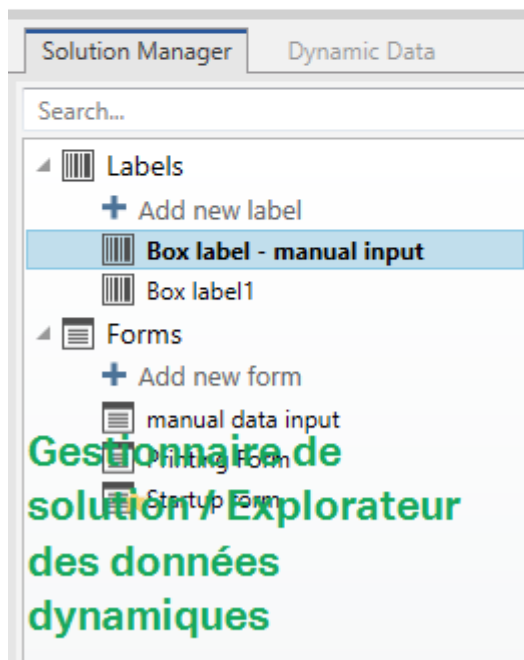 Solution Manager
Dynamic Data
Search...
Labels
Add new label
Box label - manual input
Box label1
Forms
Add new form
manual data input
Printing Form
Startup form
Gestionnaire de
solution / Explorateur
des données
dynamiques